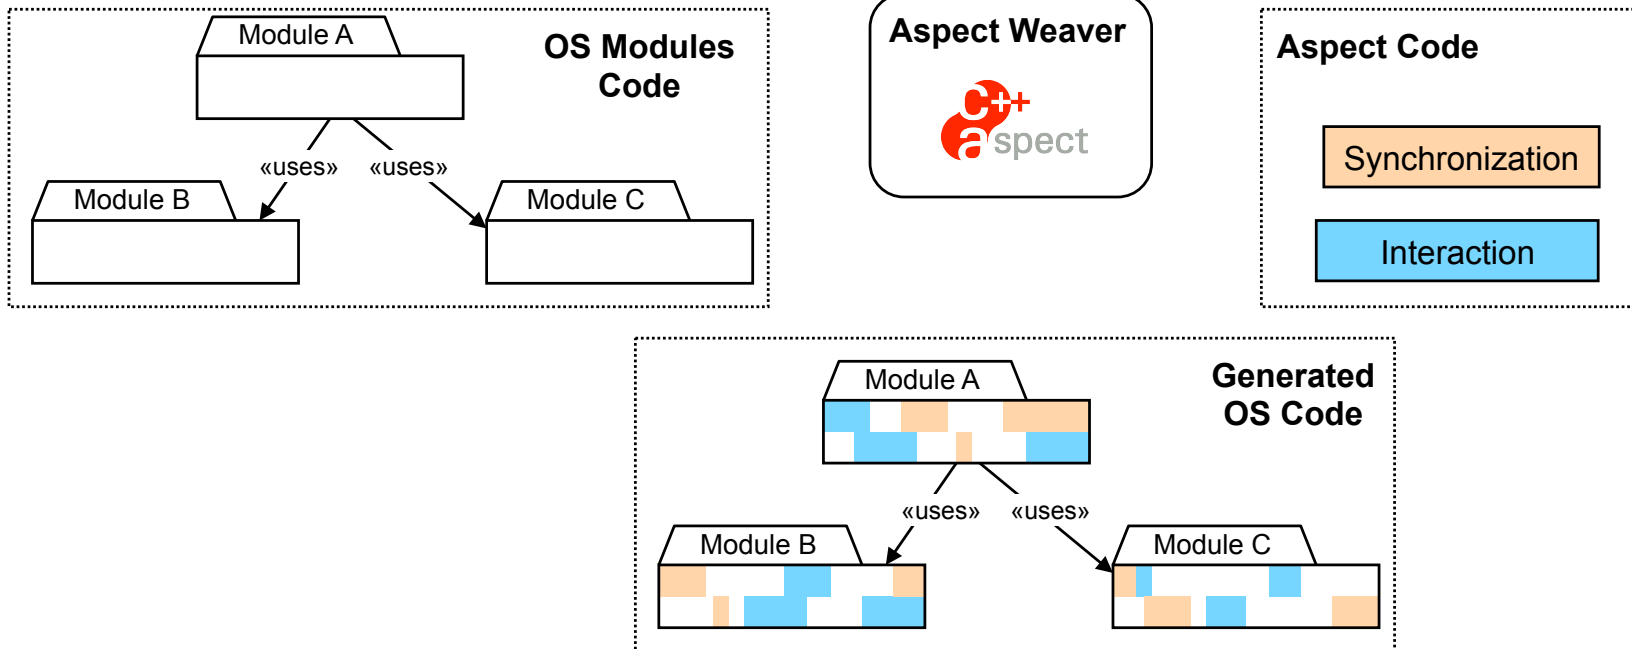 Module A
OS Modules
Code
«uses» «uses»
Module B
Module C
Aspect Weaver
C++
aspect
Aspect Code
Synchronization
Interaction
Generated
OS Code
Module A
«uses» «uses»
Module B
Module C